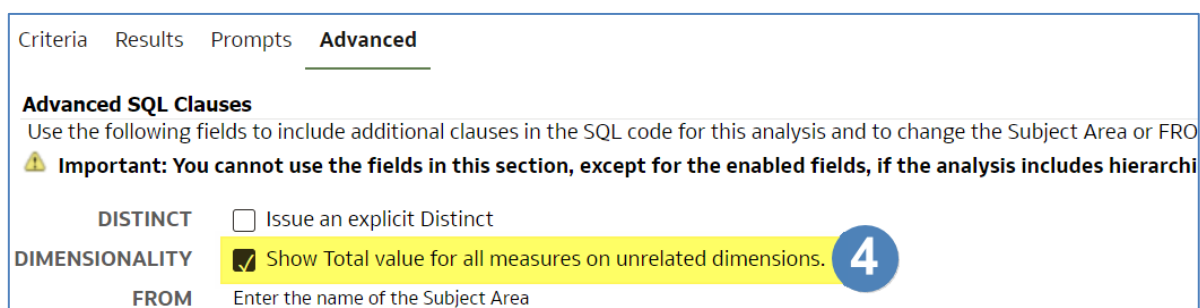 Criteria Results Prompts Advanced
Advanced SQL Clauses
Use the following fields to include additional clauses in the SQL code for this analysis and to change the Subject Area or FRO
Important: You cannot use the fields in this section, except for the enabled fields, if the analysis includes hierarchi
DISTINCT Issue an explicit Distinct
DIMENSIONALITY Show Total value for all measures on unrelated dimensions. 4
FROM Enter the name of the Subject Area